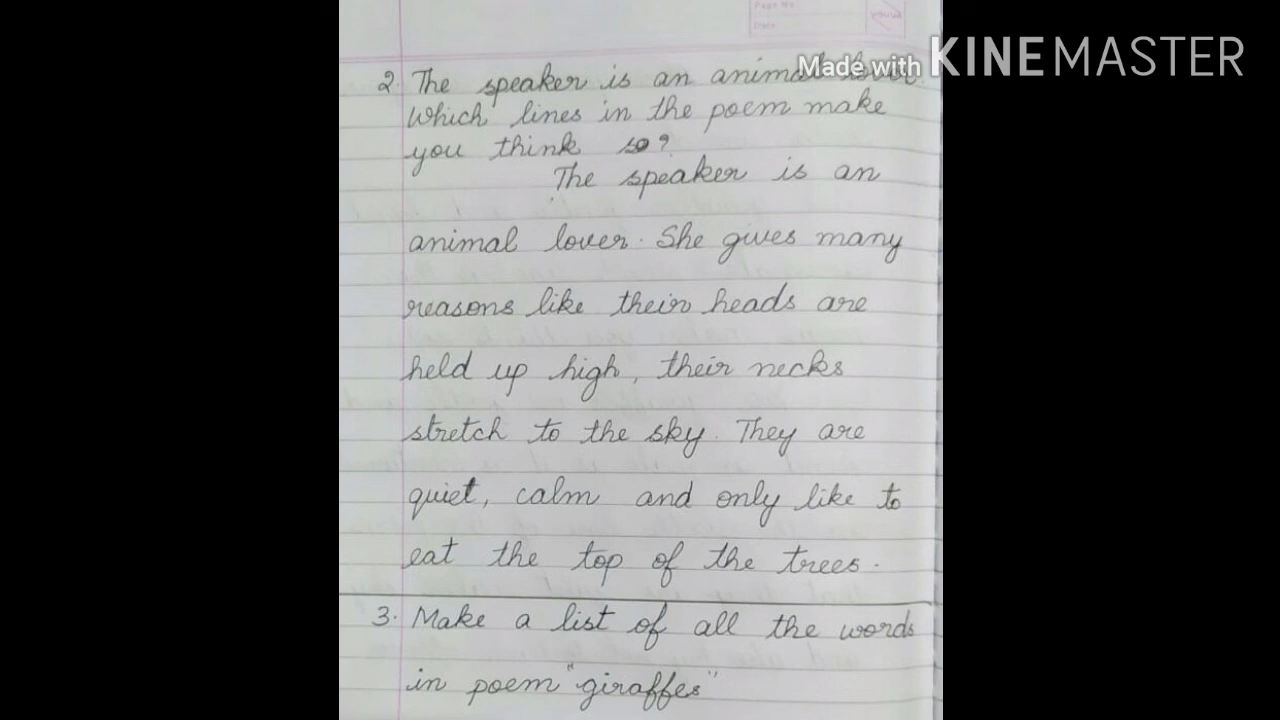 Page No.
Date
Made with KINEMASTER
2. The speaker is an animal lover.
Which lines in the poem make
you think so?
The speaker is an
animal lover. She gives many
reasons like their heads are
held up high, their necks
stretch to the sky. They are
quiet, calm and only like to
eat the top of the trees.
3. Make a list of all the words
in poem "giraffes"